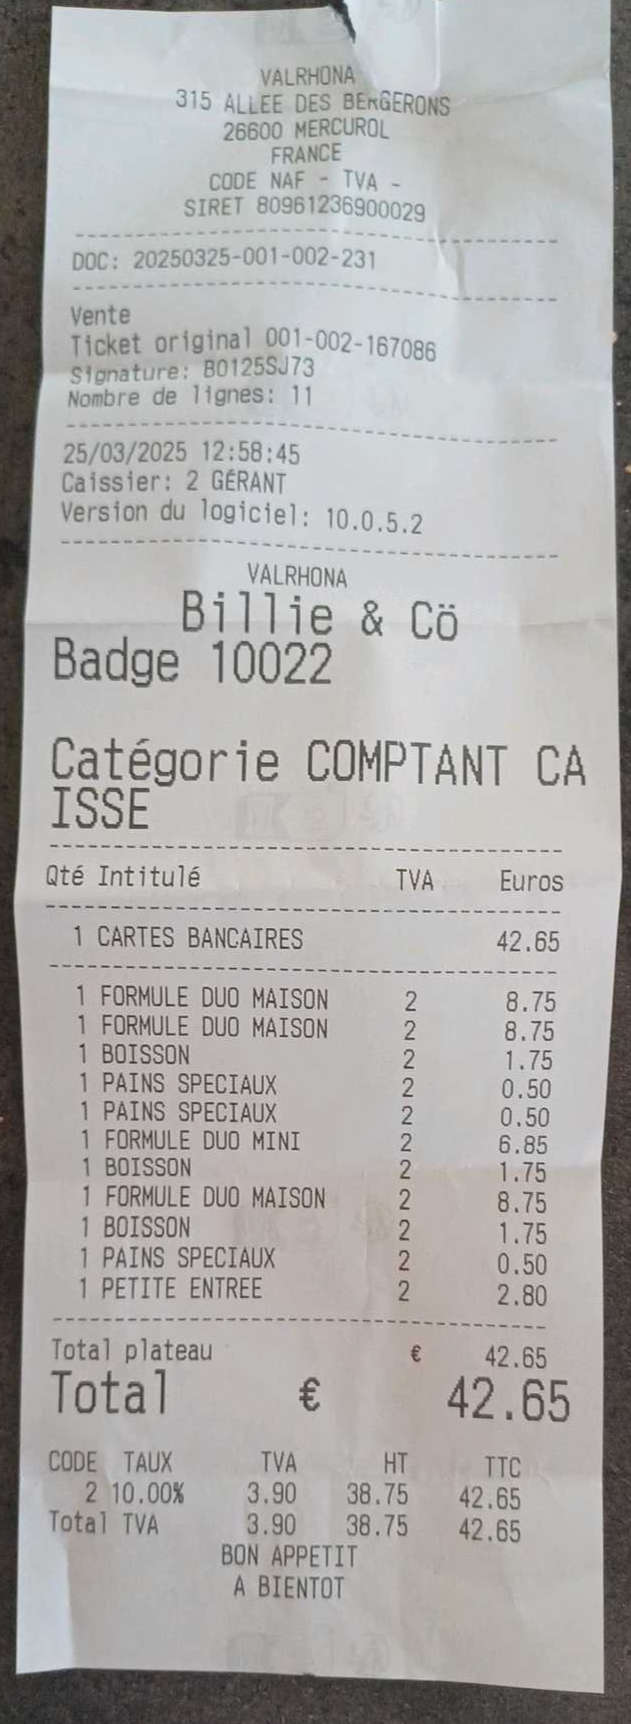 VALRHONA
315 ALLEE DES BERGERONS
26600 MERCUROL
FRANCE
CODE NAF - TVA -
SIRET 80961236900029
DOC: 20250325-001-002-231
Vente
Ticket original 001-002-167086
Signature: B0125SJ73
Nombre de lignes: 11
25/03/2025 12:58:45
Caissier: 2 GÉRANT
Version du logiciel: 10.0.5.2
VALRHONA
Billie & Cö
Badge 10022
Catégorie COMPTANT CA
ISSE
Qté Intitulé TVA Euros
1 CARTES BANCAIRES 42.65
1 FORMULE DUO MAISON 2 8.75
1 FORMULE DUO MAISON 2 8.75
1 BOISSON 2 1.75
1 PAINS SPECIAUX 2 0.50
1 PAINS SPECIAUX 2 0.50
1 FORMULE DUO MINI 2 6.85
1 BOISSON 2 1.75
1 FORMULE DUO MAISON 2 8.75
1 BOISSON 2 1.75
1 PAINS SPECIAUX 2 0.50
1 PETITE ENTREE 2 2.80
Total plateau € 42.65
Total € 42.65
CODE TAUX TVA HT TTC
2 10.00% 3.90 38.75 42.65
Total TVA 3.90 38.75 42.65
BON APPETIT
A BIENTOT